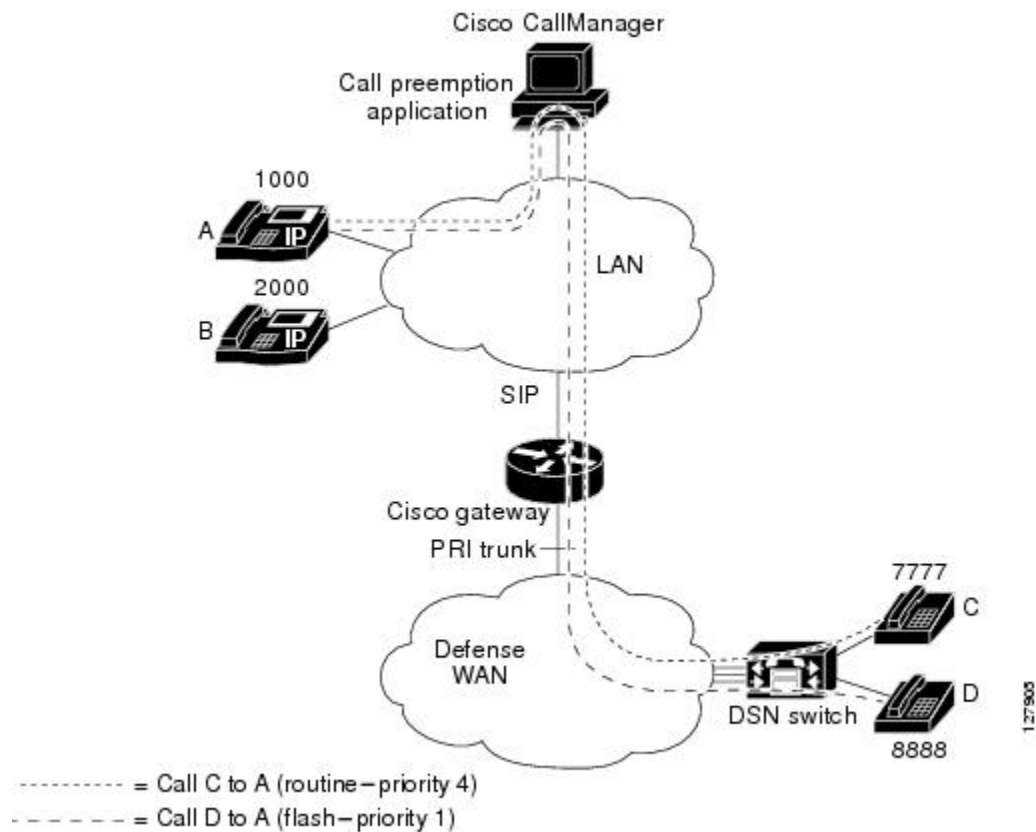 Cisco CallManager
Call preemption
application
1000
A
IP
LAN
2000
B
IP
SIP
Cisco gateway
PRI trunk
7777
C
Defense
WAN
D
DSN switch
8888
127905
= Call C to A (routine–priority 4)
= Call D to A (flash–priority 1)